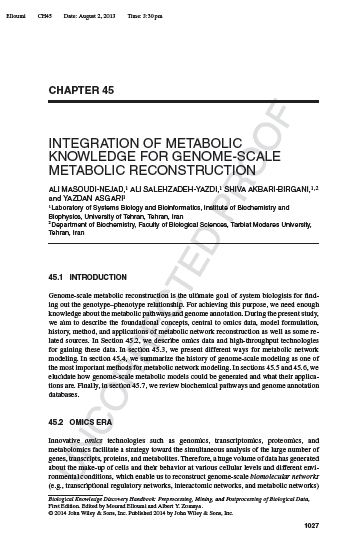 Elloumi CH45 Date: August 2, 2013 Time: 3:30 pm
CHAPTER 45
INTEGRATION OF METABOLIC
KNOWLEDGE FOR GENOME-SCALE
METABOLIC RECONSTRUCTION
ALI MASOUDI-NEJAD,¹ ALI SALEHZADEH-YAZDI,¹ SHIVA AKBARI-BIRGANI,¹,²
and YAZDAN ASGARI¹
¹Laboratory of Systems Biology and Bioinformatics, Institute of Biochemistry and
Biophysics, University of Tehran, Tehran, Iran
²Department of Biochemistry, Faculty of Biological Sciences, Tarbiat Modares University,
Tehran, Iran
45.1 INTRODUCTION
Genome-scale metabolic reconstruction is the ultimate goal of system biologists for find-
ing out the genotype–phenotype relationship. For achieving this purpose, we need enough
knowledge about the metabolic pathways and genome annotation. During the present study,
we aim to describe the foundational concepts, central to omics data, model formulation,
history, method, and applications of metabolic network reconstruction as well as some re-
lated sources. In Section 45.2, we describe omics data and high-throughput technologies
for gaining these data. In section 45.3, we present different ways for metabolic network
modeling. In section 45.4, we summarize the history of genome-scale modeling as one of
the most important methods for metabolic network modeling. In sections 45.5 and 45.6, we
elucidate how genome-scale metabolic models could be generated and what their applica-
tions are. Finally, in section 45.7, we review biochemical pathways and genome annotation
databases.
45.2 OMICS ERA
Innovative omics technologies such as genomics, transcriptomics, proteomics, and
metabolomics facilitate a strategy toward the simultaneous analysis of the large number of
genes, transcripts, proteins, and metabolites. Therefore, a huge volume of data has generated
about the make-up of cells and their behavior at various cellular levels and different envi-
ronmental conditions, which enable us to reconstruct genome-scale biomolecular networks
(e.g., transcriptional regulatory networks, interactomic networks, and metabolic networks)
Biological Knowledge Discovery Handbook: Preprocessing, Mining, and Postprocessing of Biological Data,
First Edition. Edited by Mourad Elloumi and Albert Y. Zomaya.
© 2014 John Wiley & Sons, Inc. Published 2014 by John Wiley & Sons, Inc.
1027
UNCORRECTED PROOF